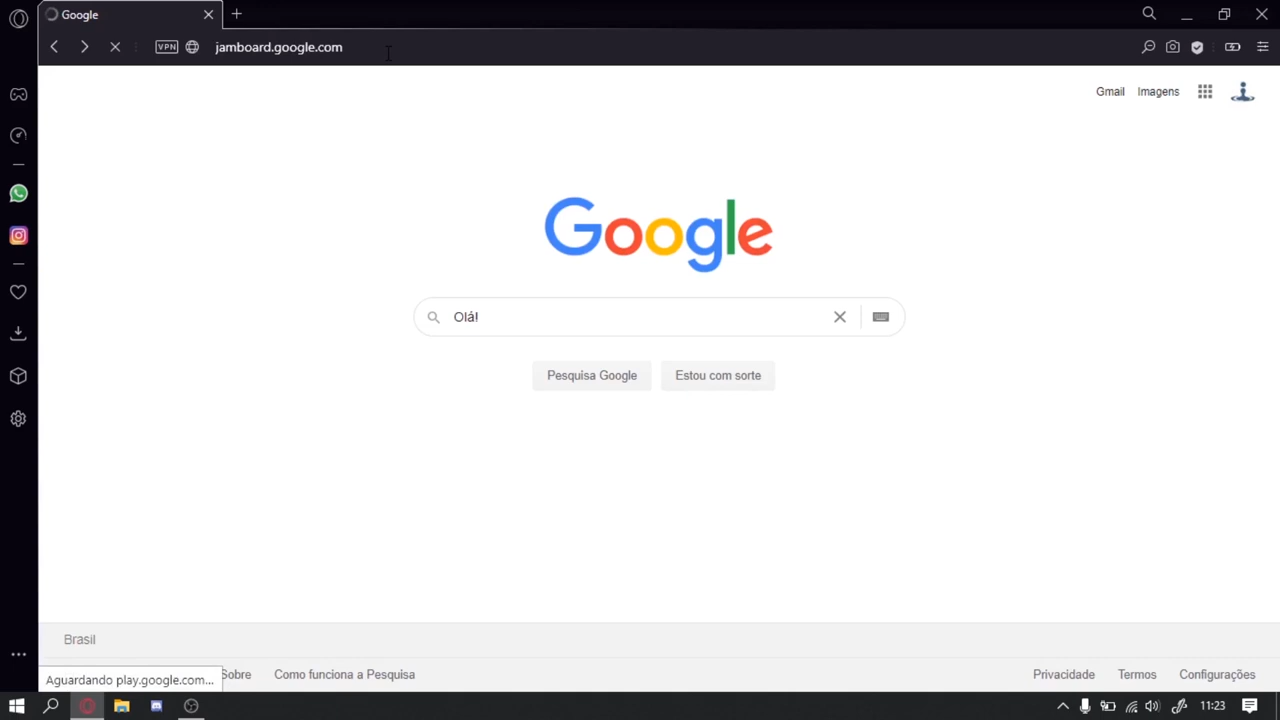 Google
VPN
jamboard.google.com
Gmail Imagens
Google
Olá!
Pesquisa Google Estou com sorte
Brasil
Aguardando play.google.com...
Sobre Como funciona a Pesquisa Privacidade Termos Configurações
11:23